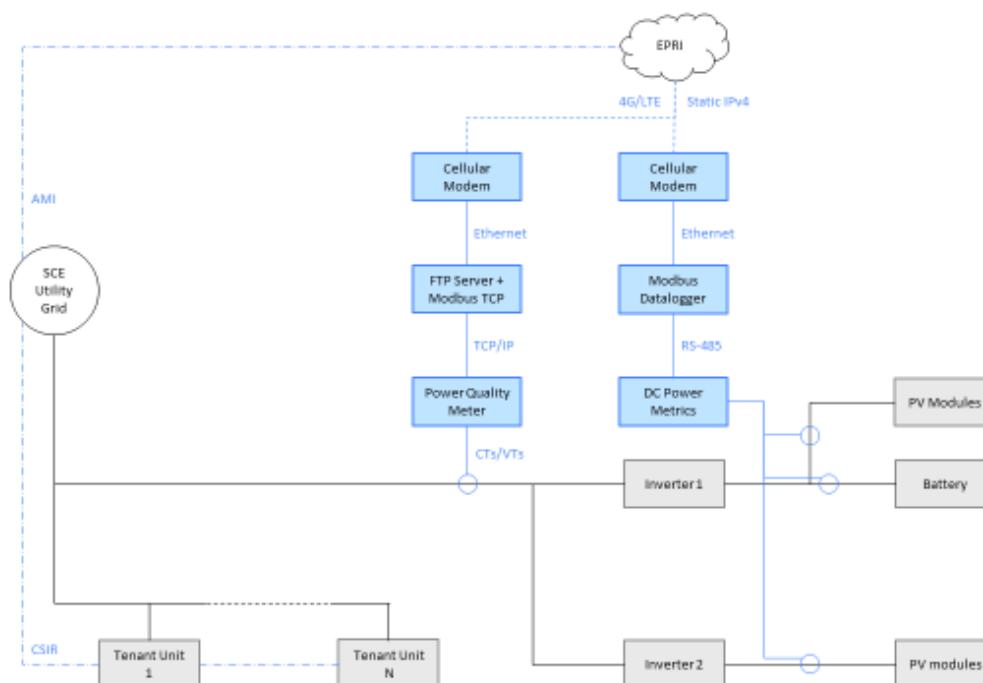 EPRI
4G/LTE
Static IPv4
Cellular
Modem
Cellular
Modem
AMI
Ethernet
Ethernet
SCE
Utility
Grid
FTP Server +
Modbus TCP
Modbus
Datalogger
TCP/IP
RS-485
Power Quality
Meter
DC Power
Metrics
PV Modules
CTs/VTs
Inverter 1
Battery
CSIR
Tenant Unit
1
Tenant Unit
N
Inverter 2
PV modules